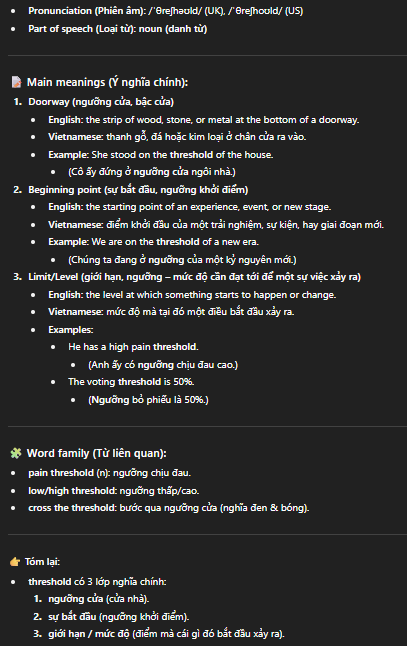 Pronunciation (Phiên âm): /ˈθreʃhəʊld/ (UK), /ˈθreʃhoʊld/ (US)
Part of speech (Loại từ): noun (danh từ)
📝 Main meanings (Ý nghĩa chính):
1. Doorway (ngưỡng cửa, bậc cửa)
English: the strip of wood, stone, or metal at the bottom of a doorway.
Vietnamese: thanh gỗ, đá hoặc kim loại ở chân cửa ra vào.
Example: She stood on the threshold of the house.
(Cô ấy đứng ở ngưỡng cửa ngôi nhà.)
2. Beginning point (sự bắt đầu, ngưỡng khởi điểm)
English: the starting point of an experience, event, or new stage.
Vietnamese: điểm khởi đầu của một trải nghiệm, sự kiện, hay giai đoạn mới.
Example: We are on the threshold of a new era.
(Chúng ta đang ở ngưỡng của một kỷ nguyên mới.)
3. Limit/Level (giới hạn, ngưỡng – mức độ cần đạt tới để một sự việc xảy ra)
English: the level at which something starts to happen or change.
Vietnamese: mức độ mà tại đó một điều bắt đầu xảy ra.
Examples:
He has a high pain threshold.
(Anh ấy có ngưỡng chịu đau cao.)
The voting threshold is 50%.
(Ngưỡng bỏ phiếu là 50%.)
🧩 Word family (Từ liên quan):
pain threshold (n): ngưỡng chịu đau.
low/high threshold: ngưỡng thấp/cao.
cross the threshold: bước qua ngưỡng cửa (nghĩa đen & bóng).
👉 Tóm lại:
threshold có 3 lớp nghĩa chính:
1. ngưỡng cửa (cửa nhà).
2. sự bắt đầu (ngưỡng khởi điểm).
3. giới hạn / mức độ (điểm mà cái gì đó bắt đầu xảy ra).